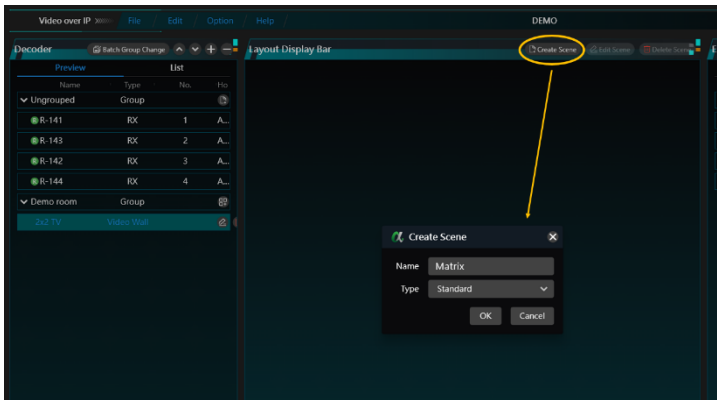 Video over IP File / Edit / Option / Help / DEMO
Decoder Batch Group Change Layout Display Bar Create Scene Edit Scene Delete Scene
Preview List
Name Type No. Ho
Ungrouped Group
R-141 RX 1 A...
R-143 RX 2 A...
R-142 RX 3 A...
R-144 RX 4 A...
Demo room Group
2x2 TV Video Wall
Create Scene
Name Matrix
Type Standard
OK Cancel